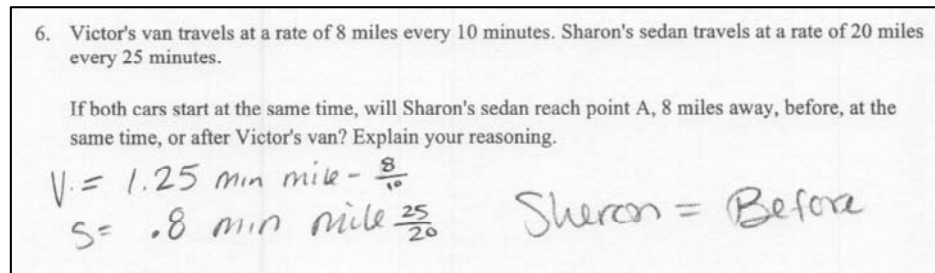 6. Victor's van travels at a rate of 8 miles every 10 minutes. Sharon's sedan travels at a rate of 20 miles
every 25 minutes.
If both cars start at the same time, will Sharon's sedan reach point A, 8 miles away, before, at the
same time, or after Victor's van? Explain your reasoning.
V.= 1.25 min mile - 8/10
S= .8 min mile 25/20
Sheron = Before